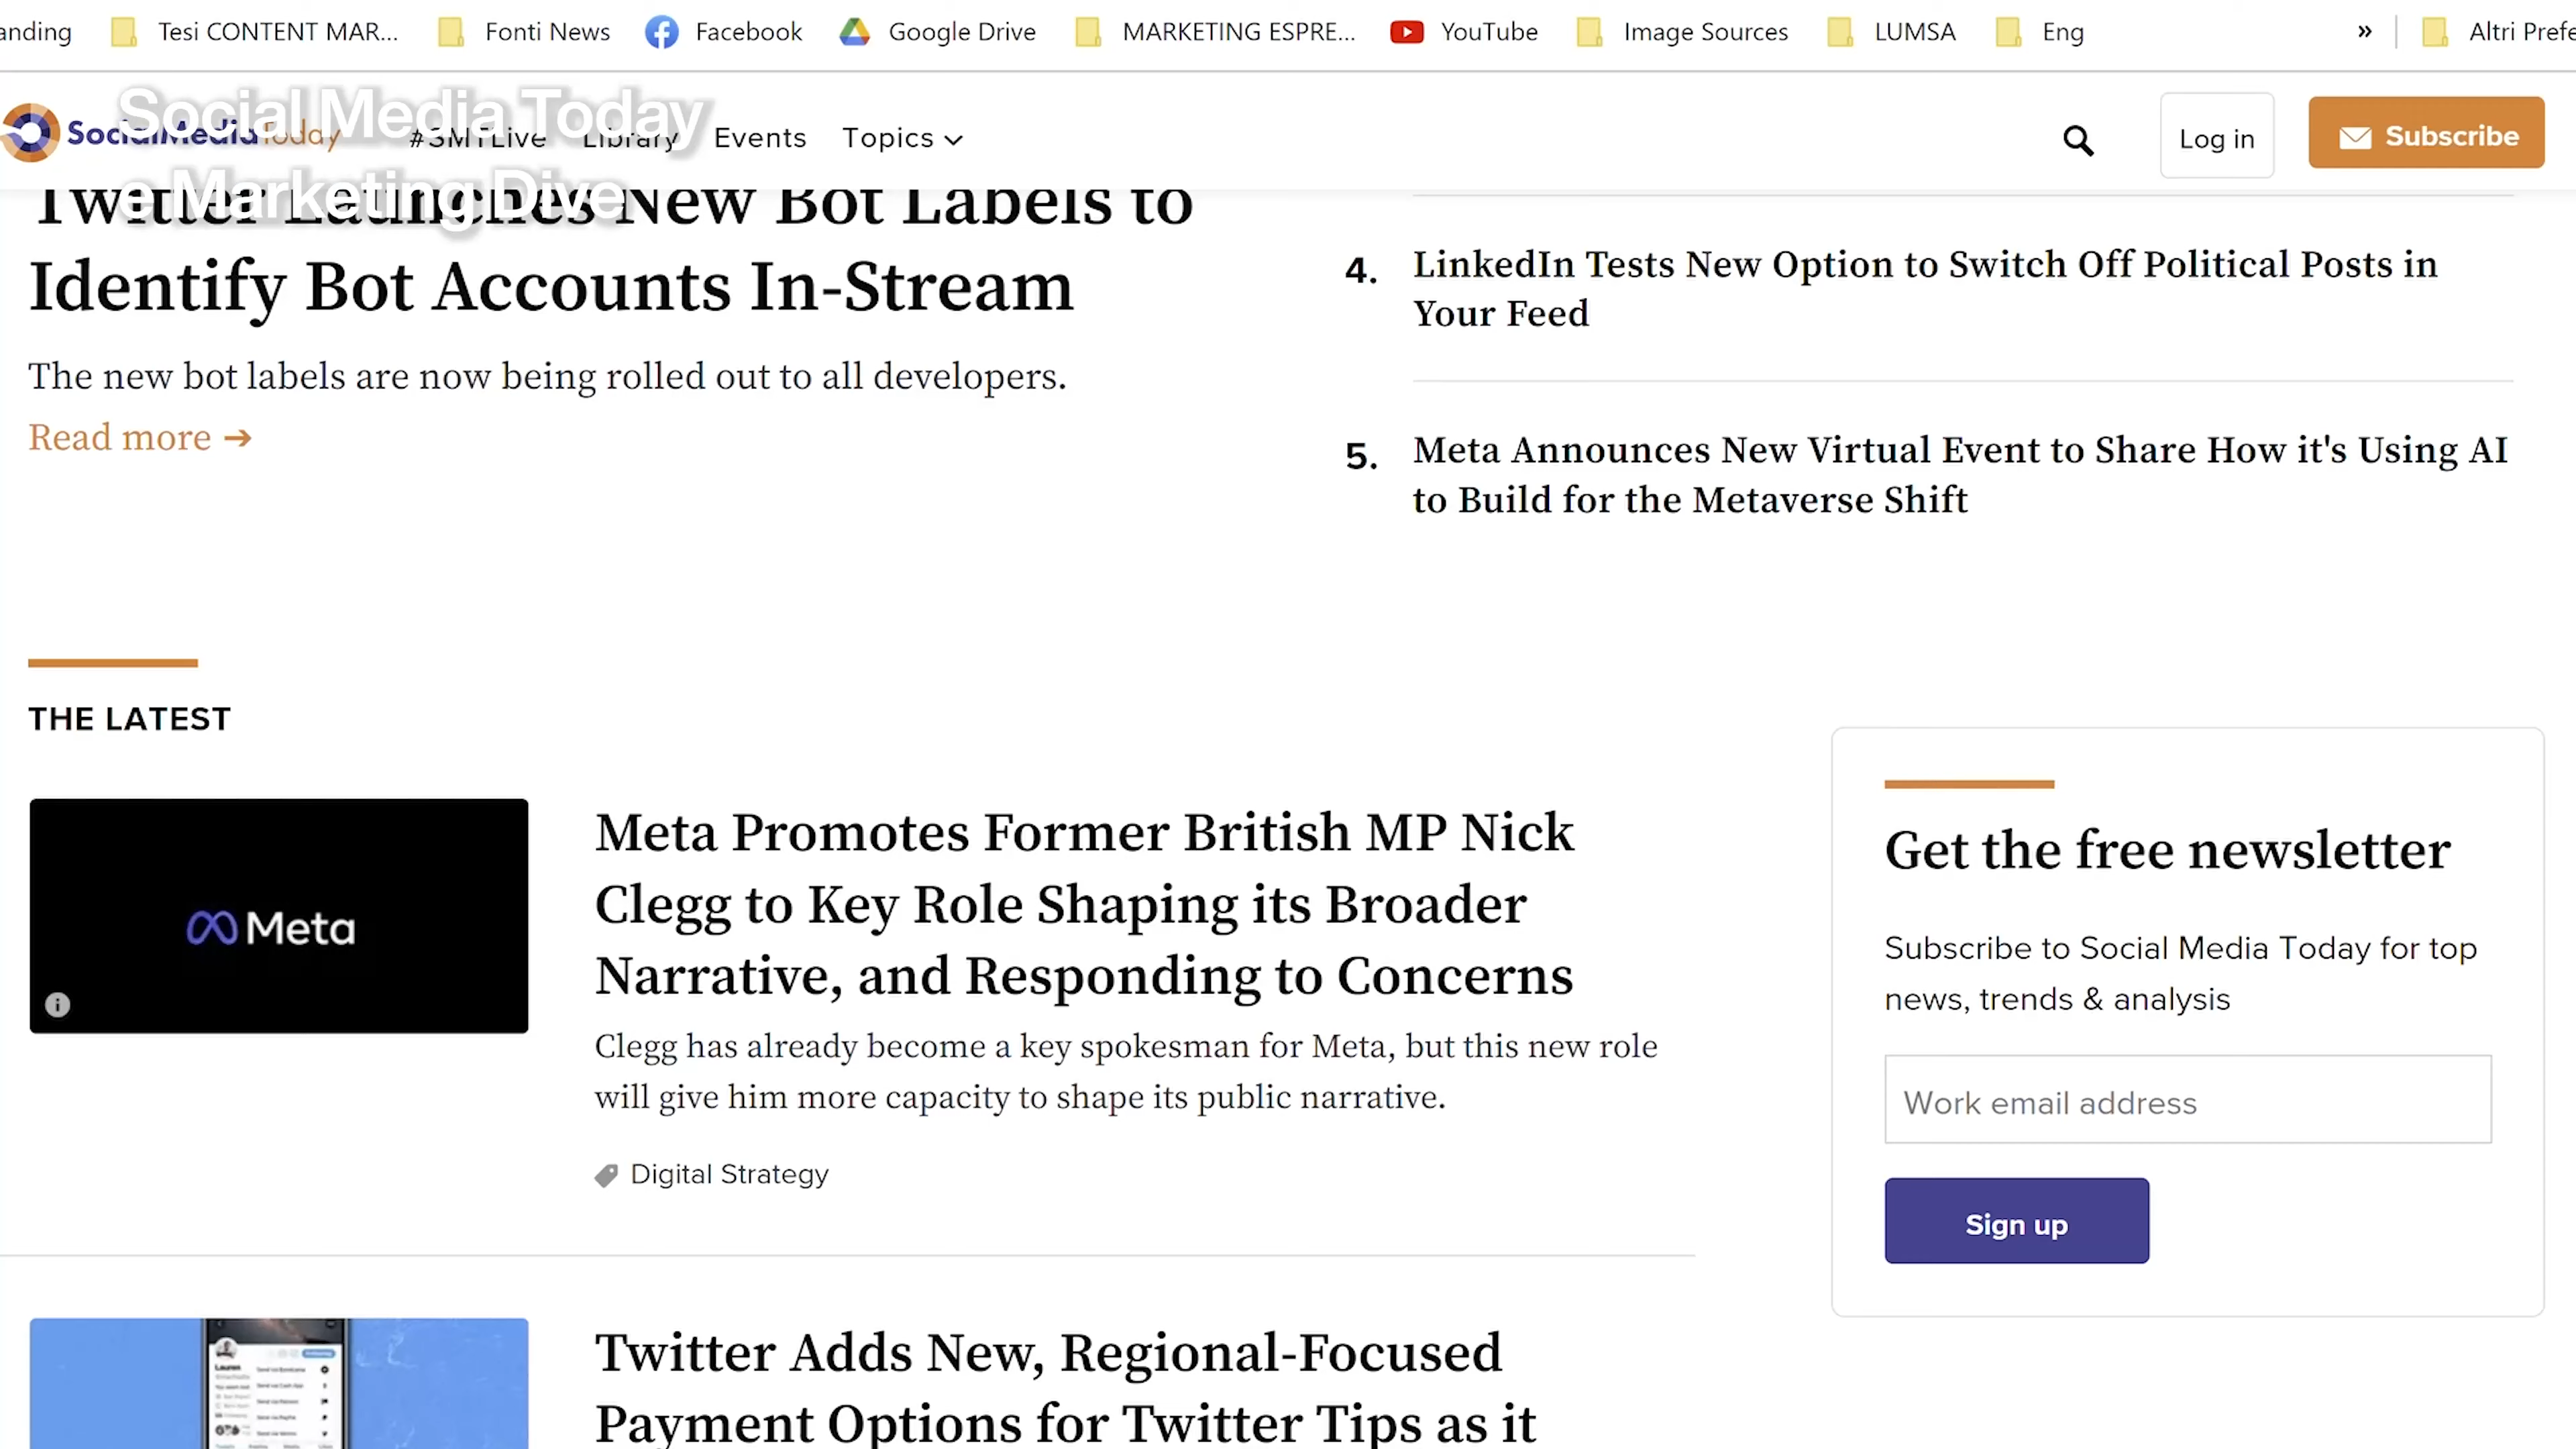 anding
Tesi CONTENT MAR...
Fonti News
Facebook
Google Drive
MARKETING ESPRE...
YouTube
Image Sources
LUMSA
Eng
»
Altri Prefe
Social Media Today
e Marketing Dive
SocialMediaToday
#SMTLive
Library
Events
Topics
Log in
Subscribe
Twitter Launches New Bot Labels to
Identify Bot Accounts In-Stream
The new bot labels are now being rolled out to all developers.
Read more →
4. LinkedIn Tests New Option to Switch Off Political Posts in
Your Feed
5. Meta Announces New Virtual Event to Share How it's Using AI
to Build for the Metaverse Shift
THE LATEST
Meta
Meta Promotes Former British MP Nick
Clegg to Key Role Shaping its Broader
Narrative, and Responding to Concerns
Clegg has already become a key spokesman for Meta, but this new role
will give him more capacity to shape its public narrative.
Digital Strategy
Get the free newsletter
Subscribe to Social Media Today for top
news, trends & analysis
Work email address
Sign up
Twitter Adds New, Regional-Focused
Payment Options for Twitter Tips as it